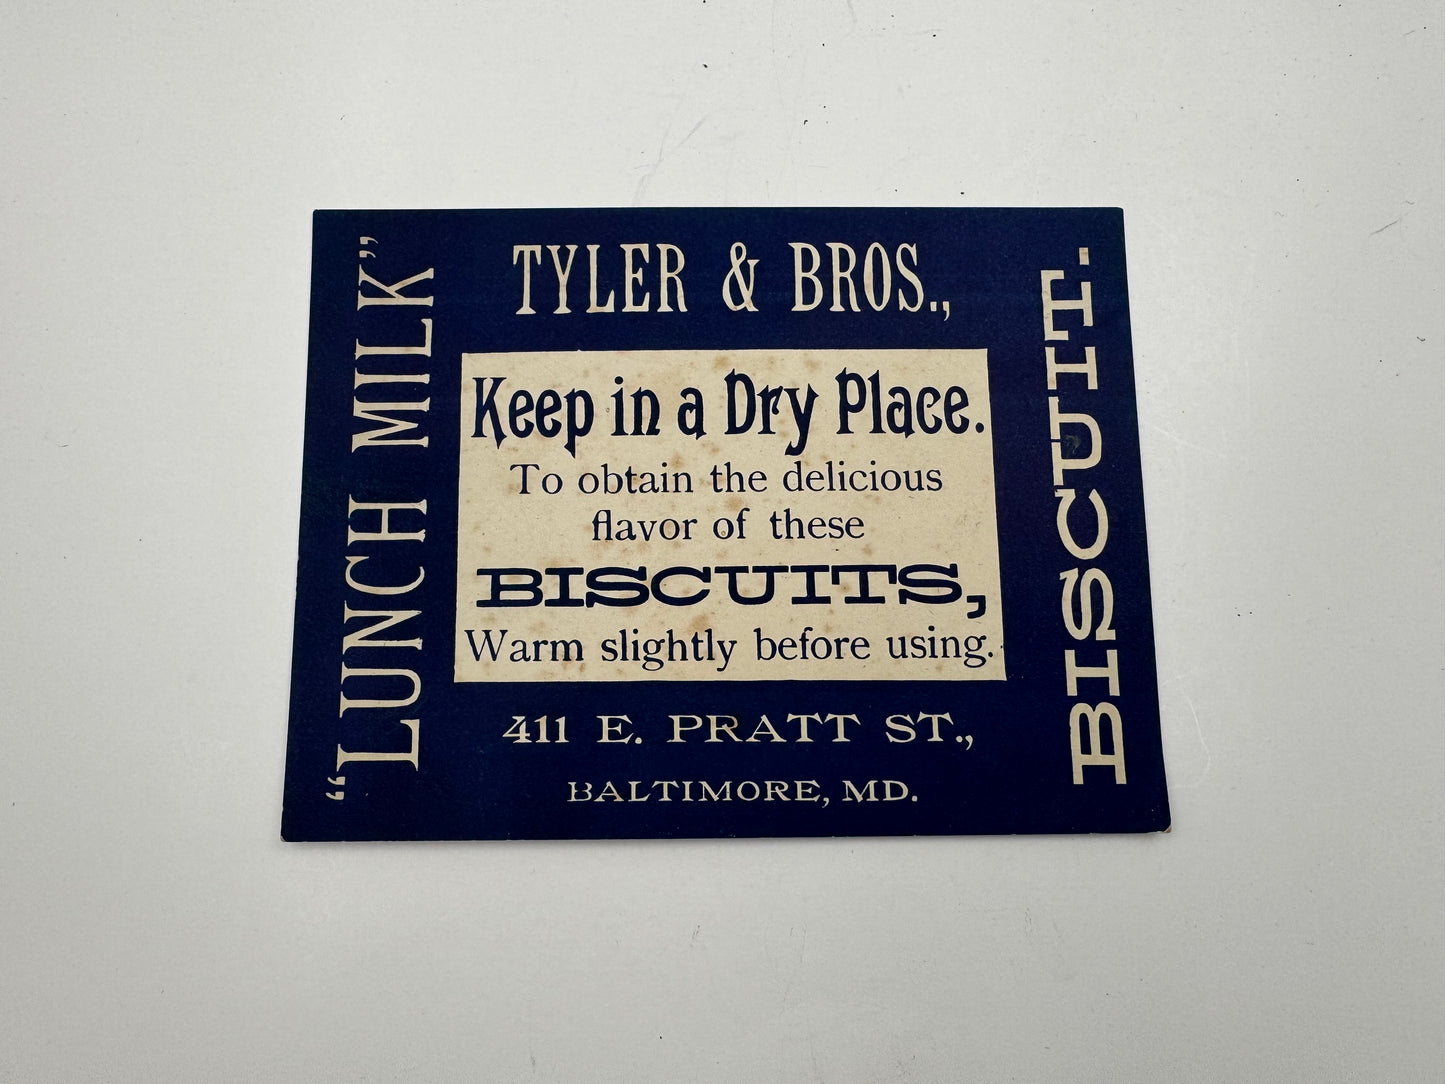 TYLER & BROS.,
"LUNCH MILK"
BISCUIT.
Keep in a Dry Place.
To obtain the delicious
flavor of these
BISCUITS,
Warm slightly before using.
411 E. PRATT ST.,
BALTIMORE, MD.